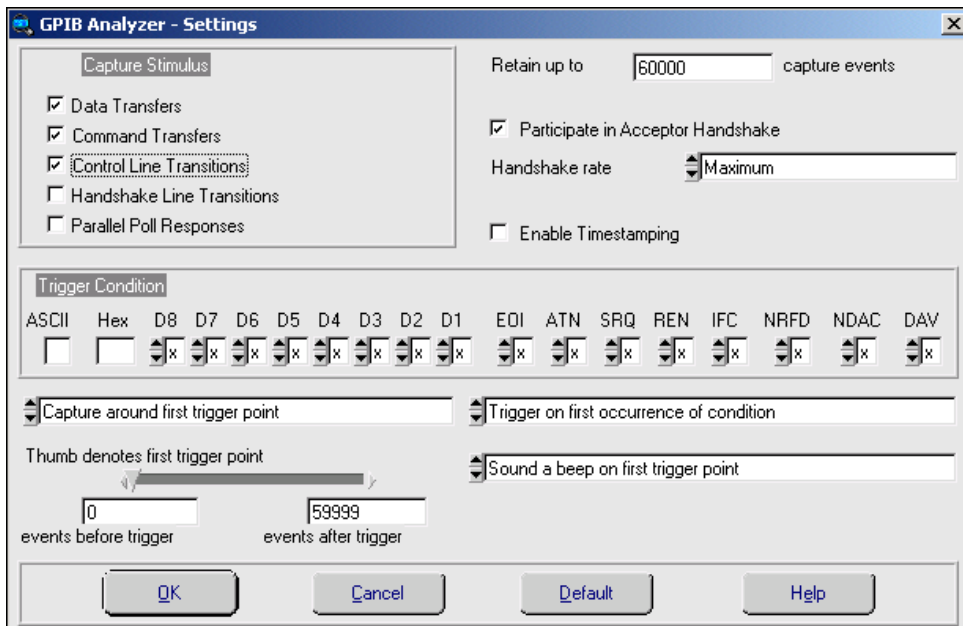 GPIB Analyzer - Settings
Capture Stimulus
Data Transfers
Command Transfers
Control Line Transitions
Handshake Line Transitions
Parallel Poll Responses
Retain up to 60000 capture events
Participate in Acceptor Handshake
Handshake rate Maximum
Enable Timestamping
Trigger Condition
ASCII Hex D8 D7 D6 D5 D4 D3 D2 D1 EOI ATN SRQ REN IFC NRFD NDAC DAV
x x x x x x x x x x x x x x x x
Capture around first trigger point
Trigger on first occurrence of condition
Thumb denotes first trigger point
Sound a beep on first trigger point
0 59999
events before trigger events after trigger
OK Cancel Default Help